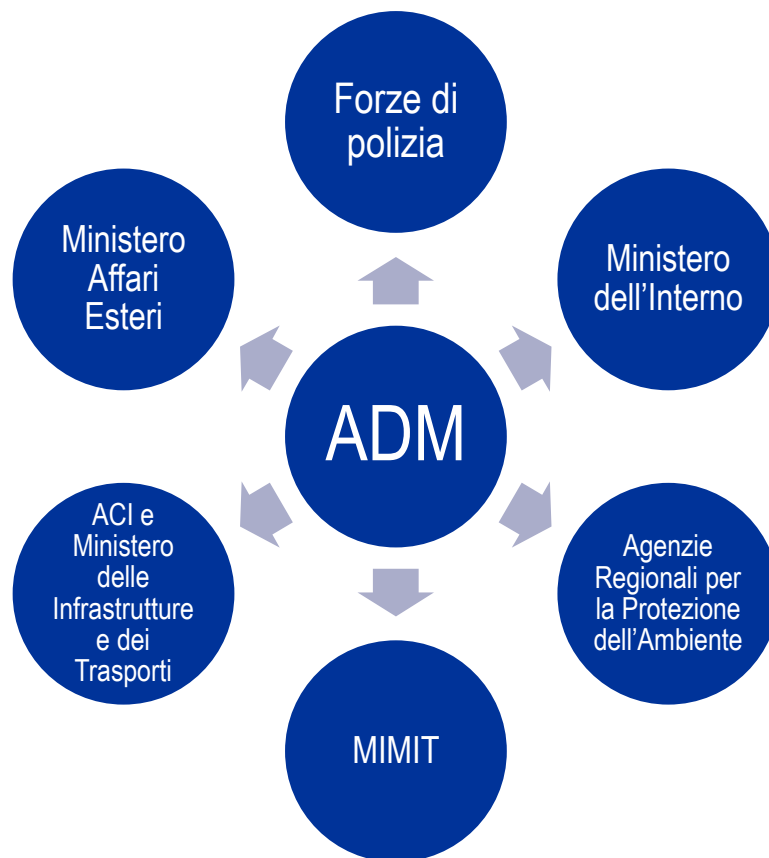 Forze di
polizia
Ministero
Affari
Esteri
Ministero
dell’Interno
ADM
ACI e
Ministero
delle
Infrastrutture
e dei
Trasporti
Agenzie
Regionali per
la Protezione
dell’Ambiente
MIMIT